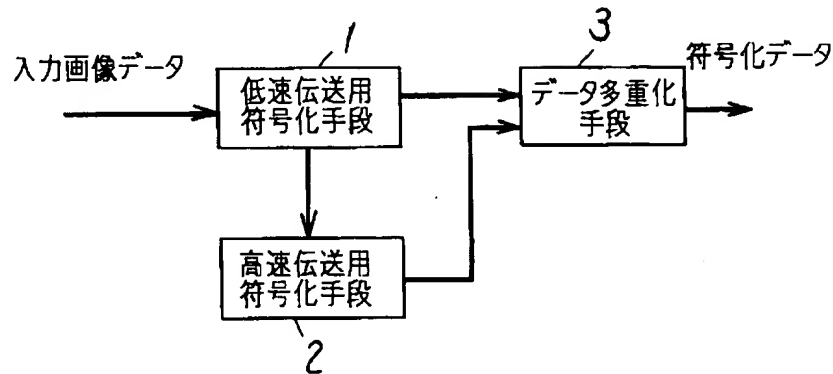 入力画像データ
1
低速伝送用
符号化手段
3
データ多重化
手段
符号化データ
高速伝送用
符号化手段
2